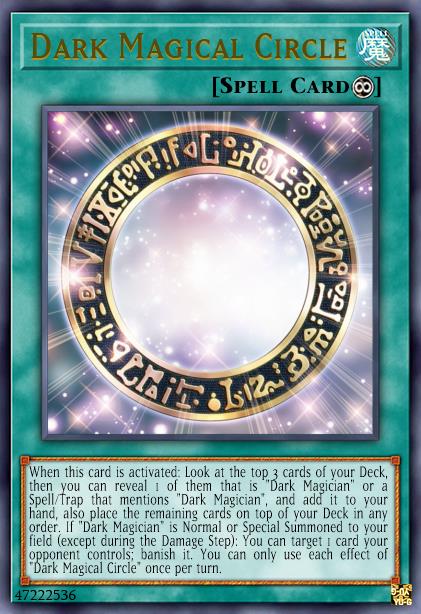 Dark Magical Circle
SPELL
魔
[Spell Card]
When this card is activated: Look at the top 3 cards of your Deck,
then you can reveal 1 of them that is "Dark Magician" or a
Spell/Trap that mentions "Dark Magician", and add it to your
hand, also place the remaining cards on top of your Deck in any
order. If "Dark Magician" is Normal or Special Summoned to your
field (except during the Damage Step): You can target 1 card your
opponent controls; banish it. You can only use each effect of
"Dark Magical Circle" once per turn.
47222536